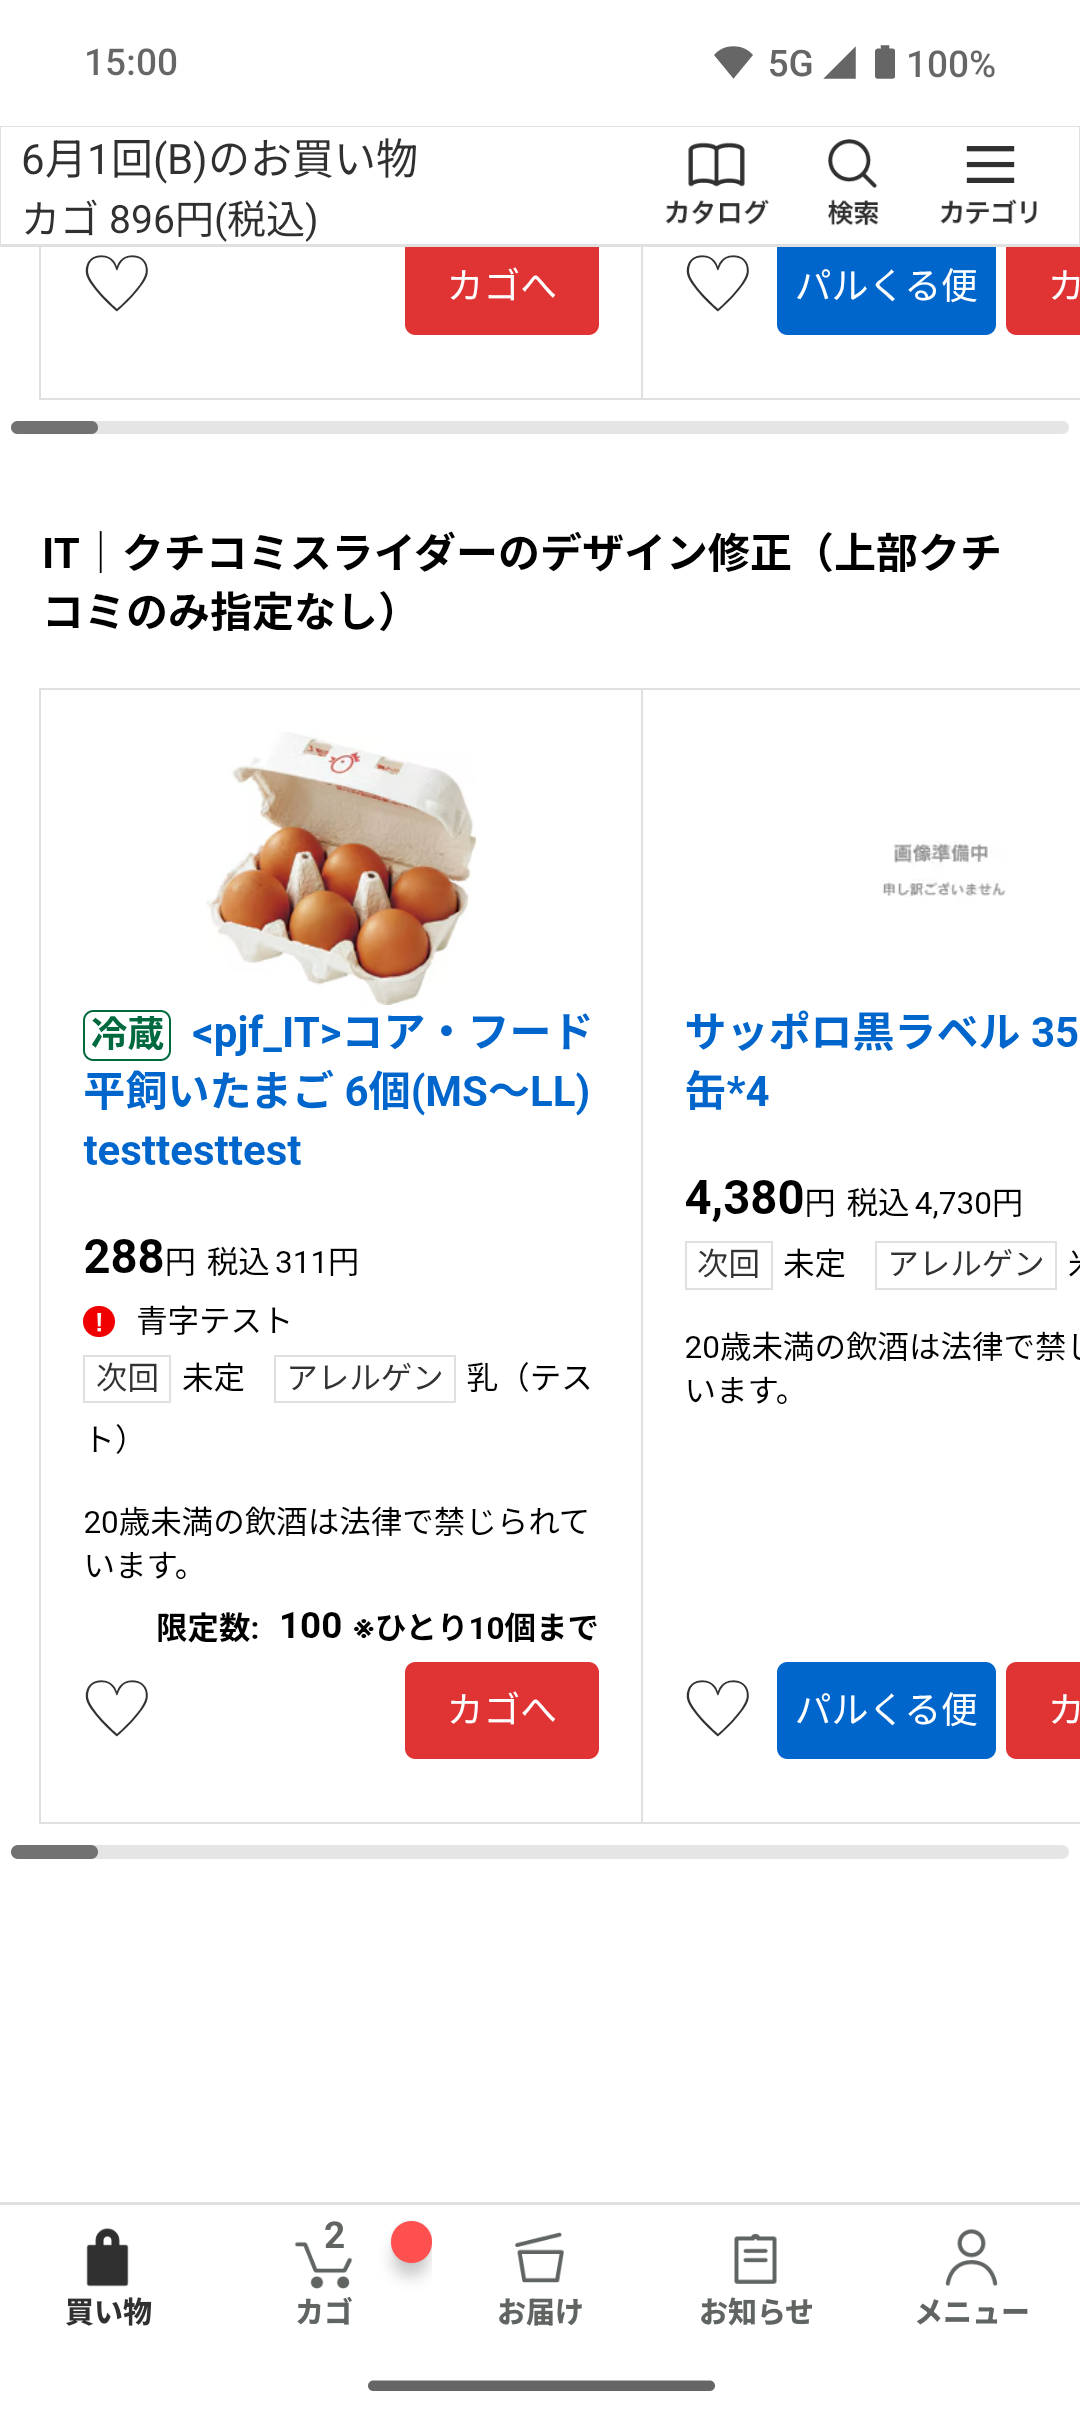 15:00
5G
100%
6月1回(B)のお買い物
カゴ 896円(税込)
カタログ
検索
カテゴリ
カゴへ
パルくる便
カ
IT｜クチコミスライダーのデザイン修正（上部クチ
コミのみ指定なし）
画像準備中
申し訳ございません
冷蔵 <pjf_IT>コア・フード
平飼いたまご 6個(MS～LL)
testtesttest
288円 税込 311円
! 青字テスト
次回 未定 アレルゲン 乳（テス
ト）
20歳未満の飲酒は法律で禁じられて
います。
限定数: 100 ※ひとり10個まで
カゴへ
サッポロ黒ラベル 35
缶*4
4,380円 税込 4,730円
次回 未定 アレルゲン
20歳未満の飲酒は法律で禁じ
います。
パルくる便
カ
買い物
2
カゴ
お届け
お知らせ
メニュー